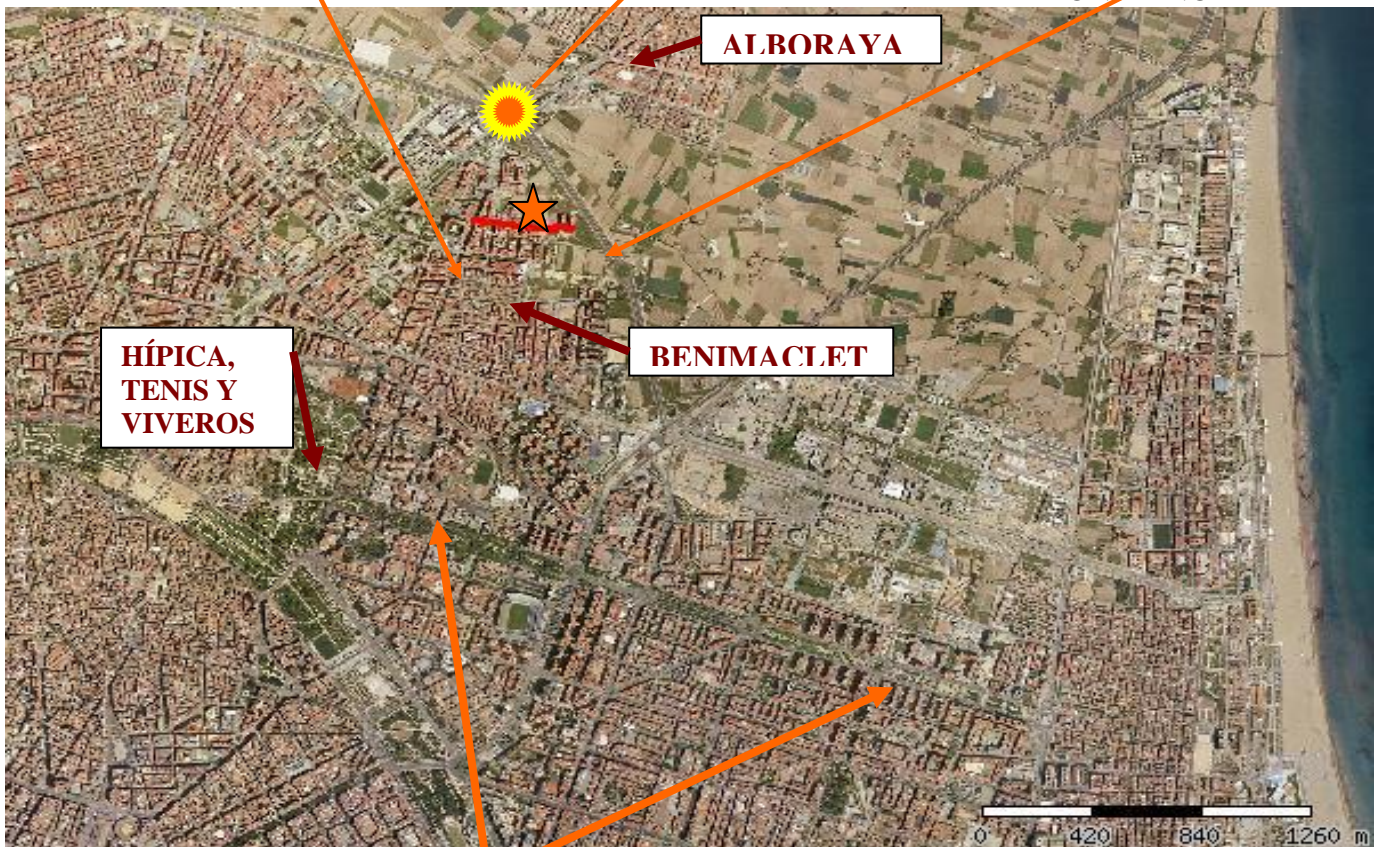 ALBORAYA
HÍPICA,
TENIS Y
VIVEROS
BENIMACLET
0 420 840 1260 m